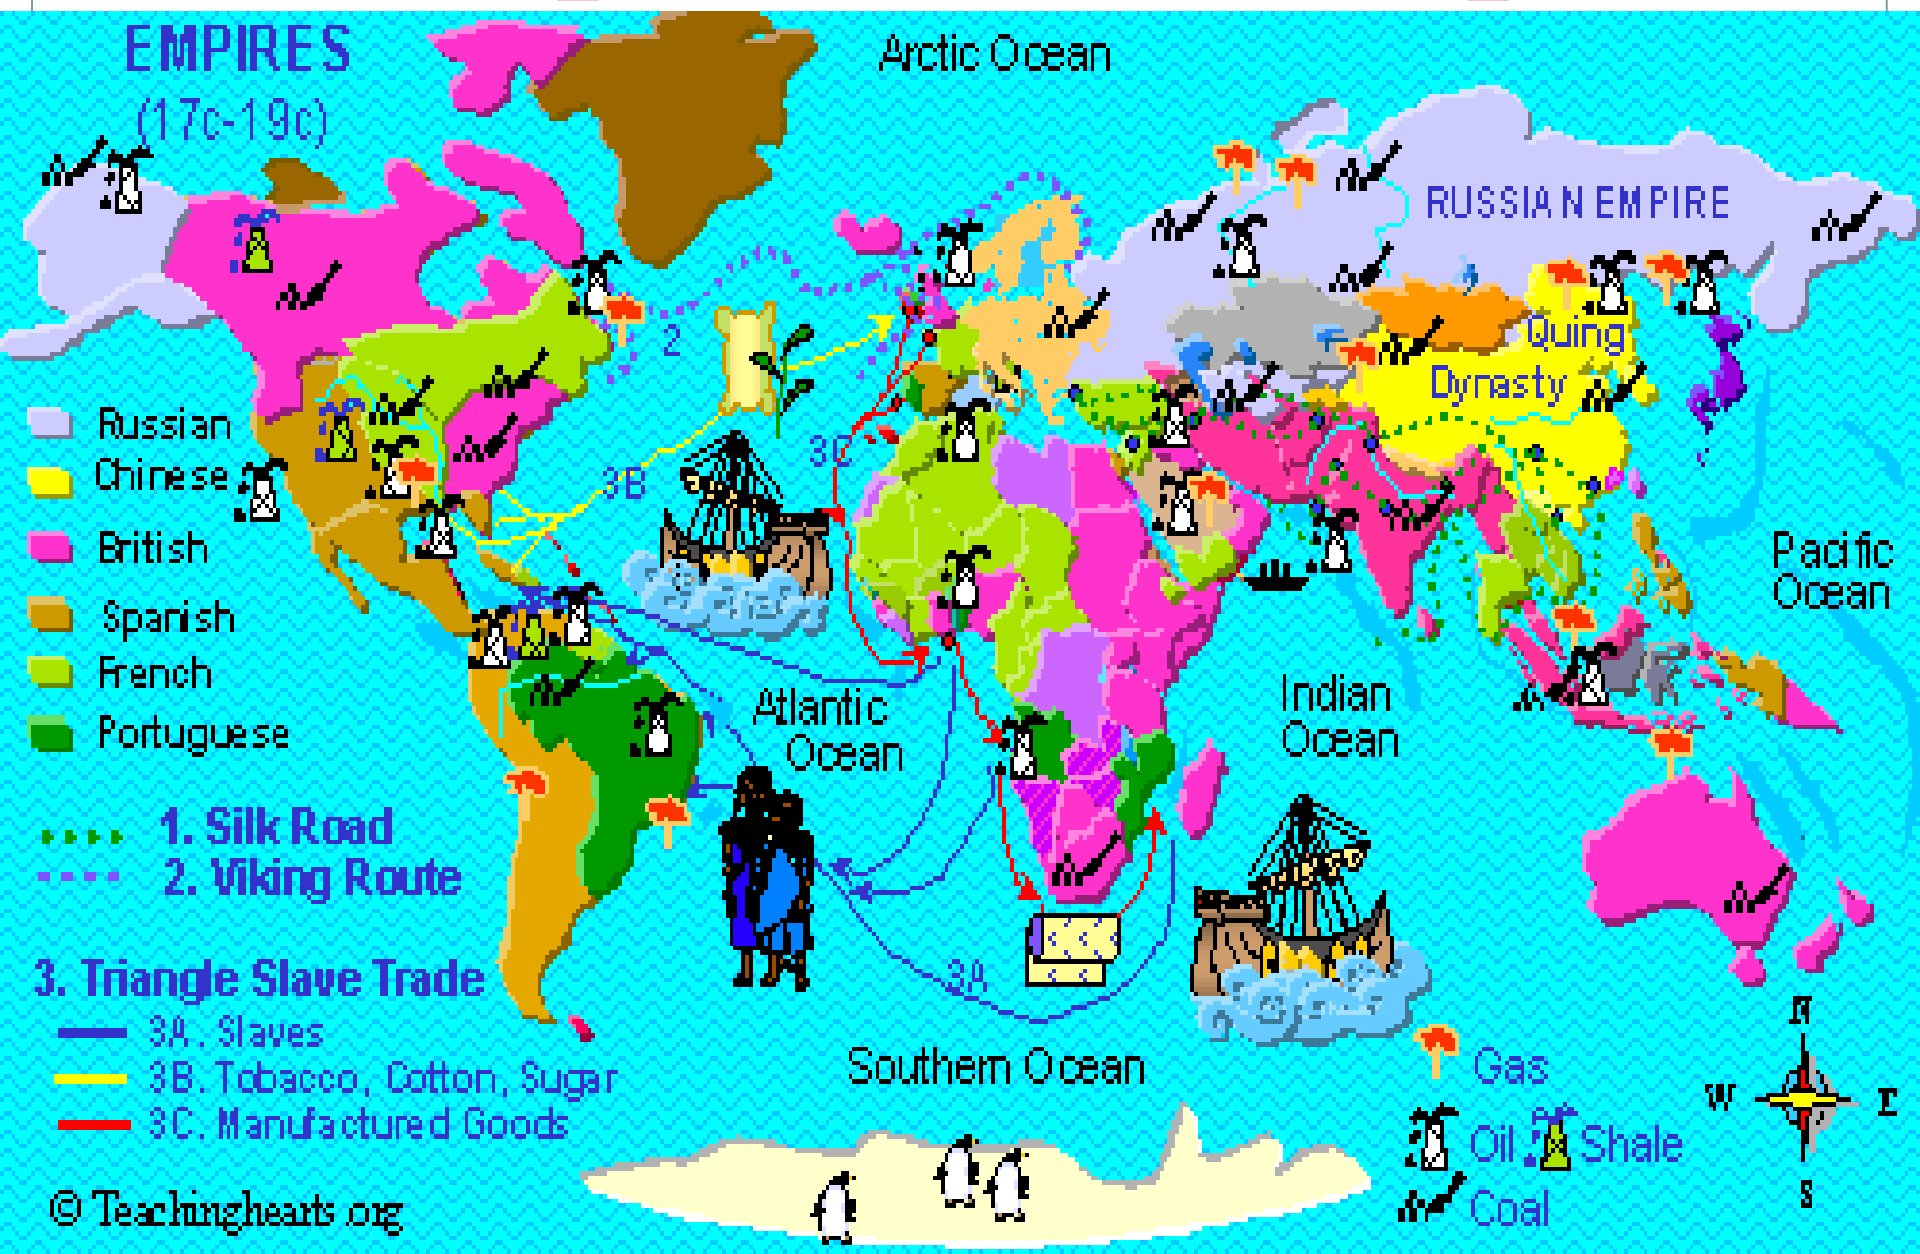 EMPIRES
(17c-19c)
Arctic Ocean
RUSSIAN EMPIRE
Quing
Dynasty
2
3B
3C
Russian
Chinese
British
Spanish
French
Portuguese
Pacific
Ocean
Atlantic
Ocean
Indian
Ocean
1. Silk Road
2. Viking Route
3A
3. Triangle Slave Trade
3A. Slaves
3B. Tobacco, Cotton, Sugar
3C. Manufactured Goods
Southern Ocean
Gas
Oil
Shale
Coal
N
W
E
S
© Teachinghearts.org